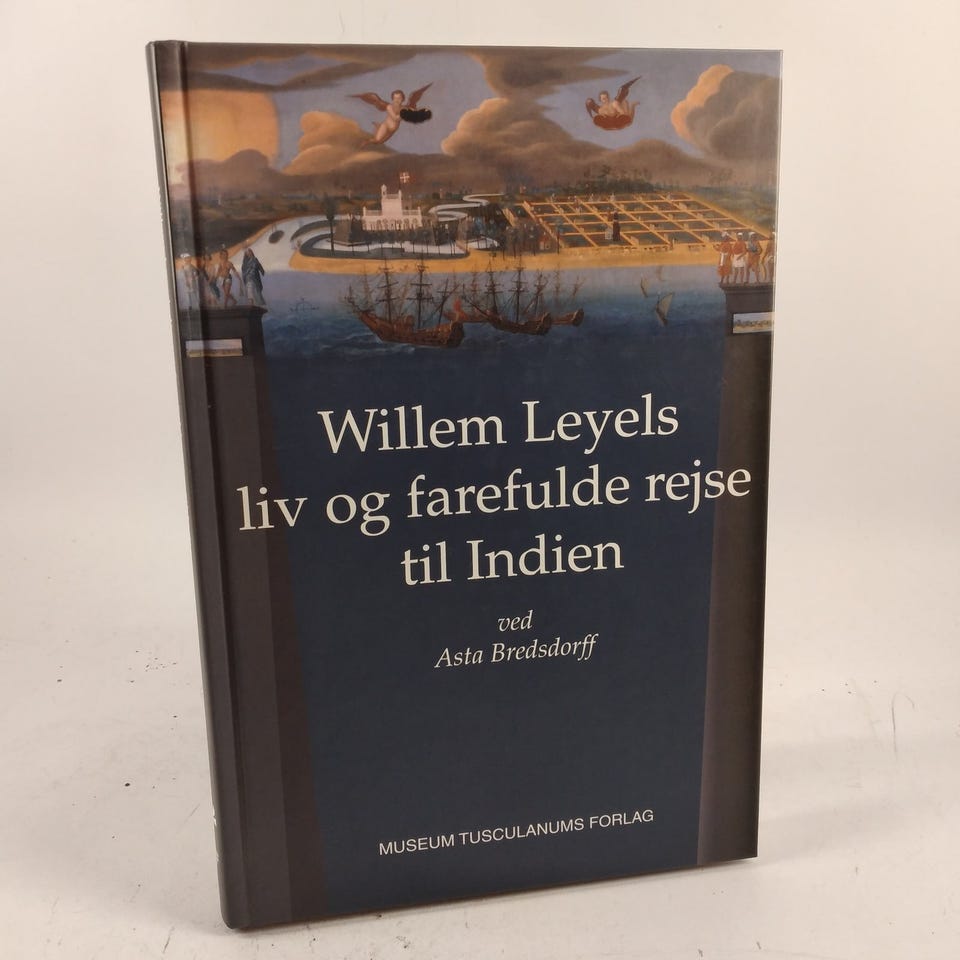 Willem Leyels
liv og farefulde rejse
til Indien
ved
Asta Bredsdorff
MUSEUM TUSCULANUMS FORLAG